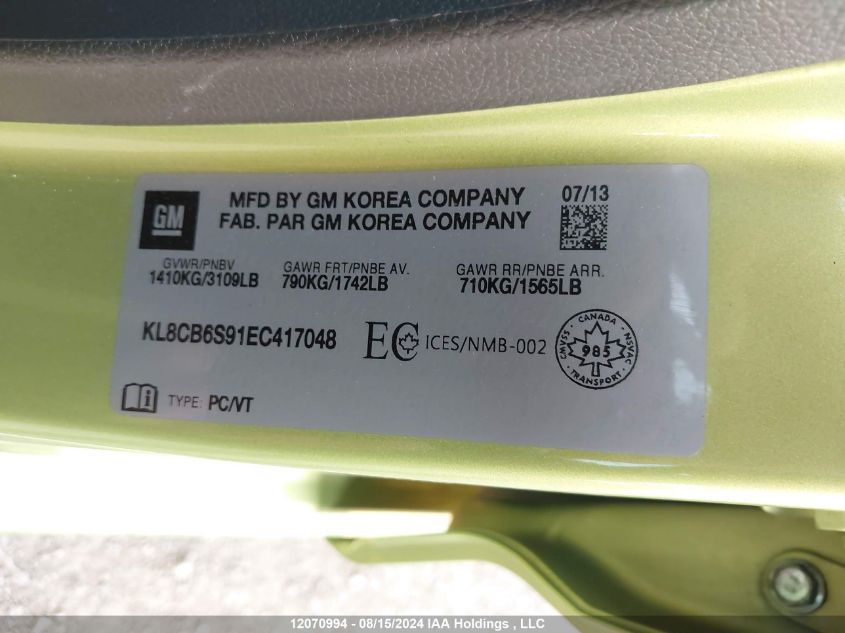 GM
MFD BY GM KOREA COMPANY
FAB. PAR GM KOREA COMPANY
07/13
GVWR/PNBV
1410KG/3109LB
GAWR FRT/PNBE AV.
790KG/1742LB
GAWR RR/PNBE ARR.
710KG/1565LB
KL8CB6S91EC417048
EC ICES/NMB-002
CANADA
CMVSS
985
NSVAC
TRANSPORT
TYPE: PC/VT
12070994 - 08/15/2024 IAA Holdings , LLC